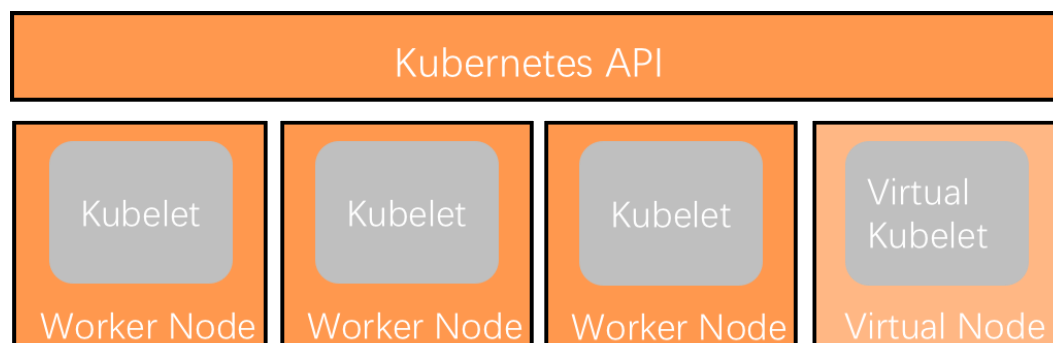 Kubernetes API
Kubelet
Kubelet
Kubelet
Virtual
Kubelet
Worker Node
Worker Node
Worker Node
Virtual Node